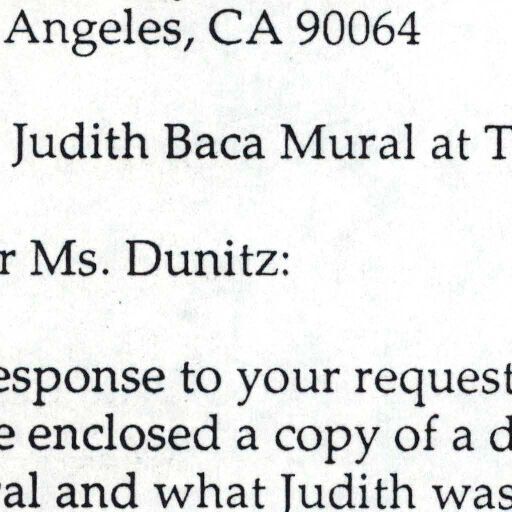 Angeles, CA 90064
Judith Baca Mural at T
r Ms. Dunitz:
esponse to your request
e enclosed a copy of a d
al and what Judith was